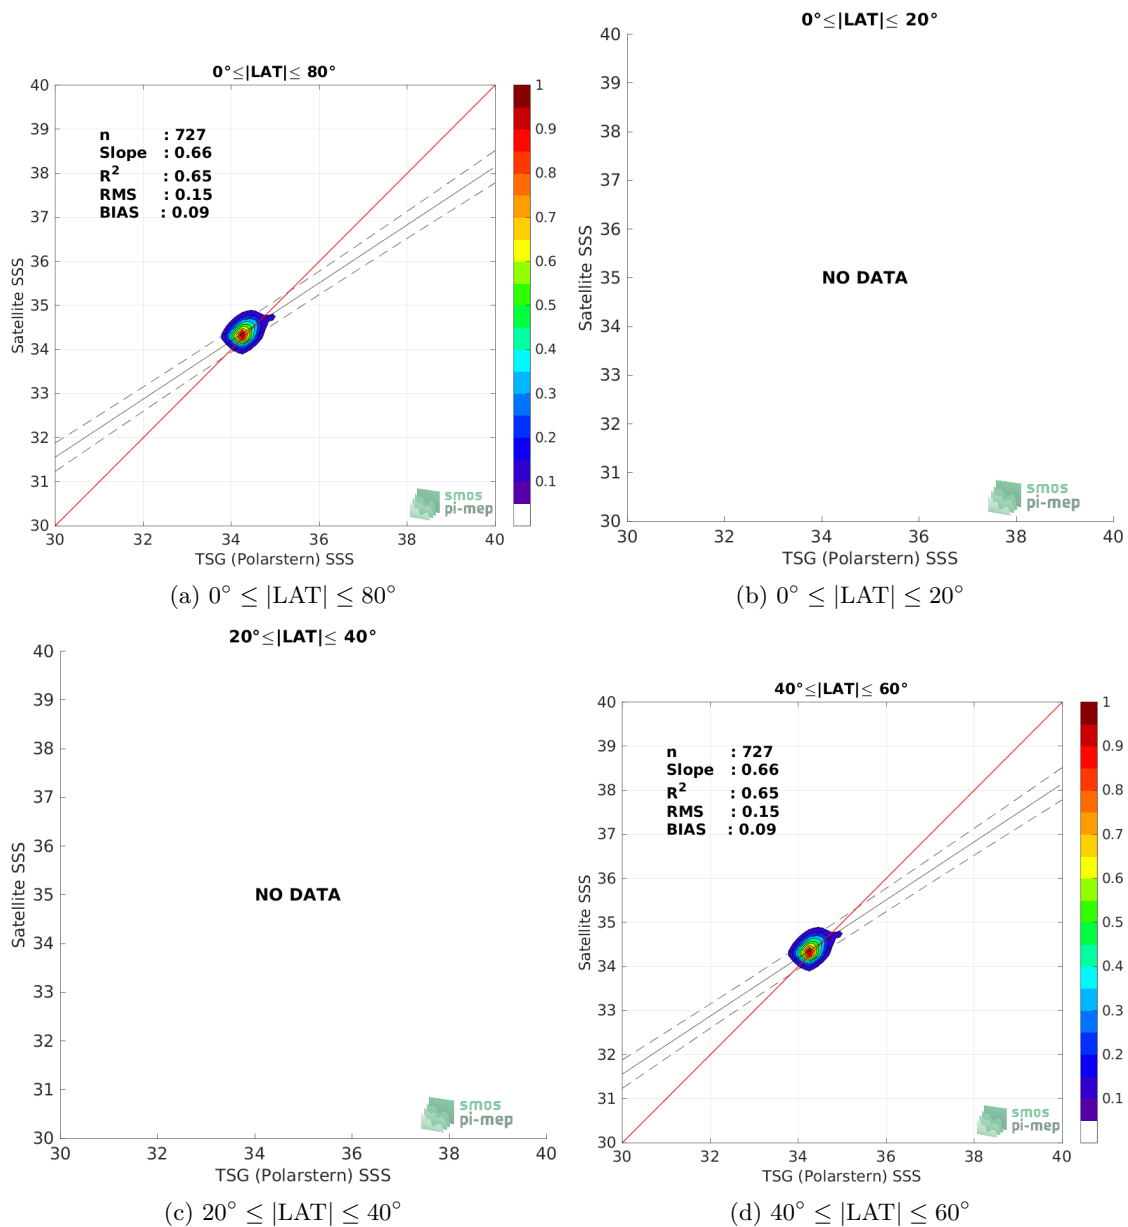 0°≤|LAT|≤ 80°
40
39
38
37
36
35
34
33
32
31
30
Satellite SSS
n : 727
Slope : 0.66
R² : 0.65
RMS : 0.15
BIAS : 0.09
1
0.9
0.8
0.7
0.6
0.5
0.4
0.3
0.2
0.1
smos
pi-mep
30 32 34 36 38 40
TSG (Polarstern) SSS
(a) 0° ≤ |LAT| ≤ 80°
0°≤|LAT|≤ 20°
40
39
38
37
36
35
34
33
32
31
30
Satellite SSS
NO DATA
smos
pi-mep
30 32 34 36 38 40
TSG (Polarstern) SSS
(b) 0° ≤ |LAT| ≤ 20°
20°≤|LAT|≤ 40°
40
39
38
37
36
35
34
33
32
31
30
Satellite SSS
NO DATA
smos
pi-mep
30 32 34 36 38 40
TSG (Polarstern) SSS
(c) 20° ≤ |LAT| ≤ 40°
40°≤|LAT|≤ 60°
40
39
38
37
36
35
34
33
32
31
30
Satellite SSS
n : 727
Slope : 0.66
R² : 0.65
RMS : 0.15
BIAS : 0.09
1
0.9
0.8
0.7
0.6
0.5
0.4
0.3
0.2
0.1
smos
pi-mep
30 32 34 36 38 40
TSG (Polarstern) SSS
(d) 40° ≤ |LAT| ≤ 60°